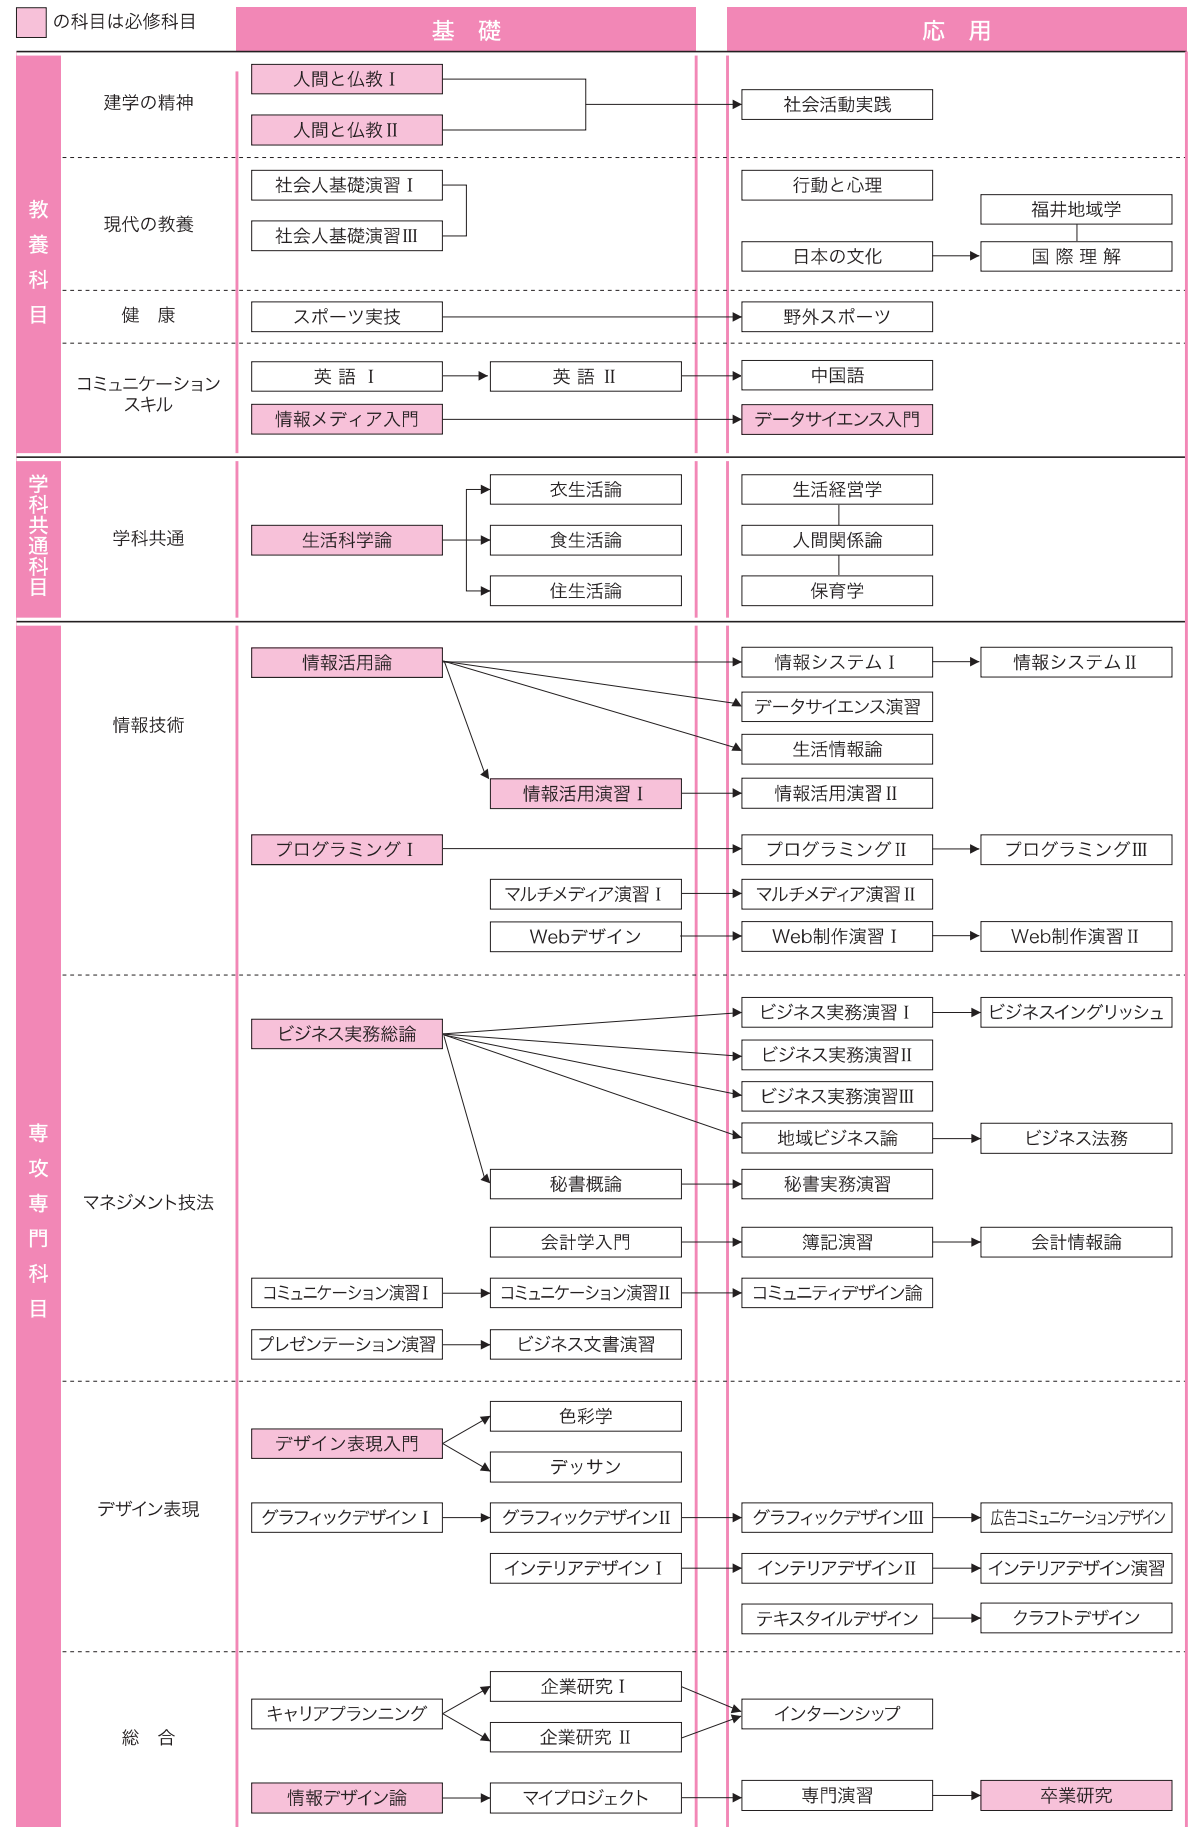 の科目は必修科目
基　礎
応　用
教養科目
建学の精神
人間と仏教Ⅰ
人間と仏教Ⅱ
社会活動実践
現代の教養
社会人基礎演習Ⅰ
社会人基礎演習Ⅲ
行動と心理
福井地域学
日本の文化
国際理解
健　康
スポーツ実技
野外スポーツ
コミュニケーション
スキル
英語 Ⅰ
英語 Ⅱ
中国語
情報メディア入門
データサイエンス入門
学科共通科目
学科共通
生活科学論
衣生活論
食生活論
住生活論
生活経営学
人間関係論
保育学
専攻専門科目
情報技術
情報活用論
情報システムⅠ
情報システムⅡ
データサイエンス演習
生活情報論
情報活用演習Ⅰ
情報活用演習Ⅱ
プログラミングⅠ
プログラミングⅡ
プログラミングⅢ
マルチメディア演習Ⅰ
マルチメディア演習Ⅱ
Webデザイン
Web制作演習Ⅰ
Web制作演習Ⅱ
マネジメント技法
ビジネス実務総論
ビジネス実務演習Ⅰ
ビジネスイングリッシュ
ビジネス実務演習Ⅱ
ビジネス実務演習Ⅲ
地域ビジネス論
ビジネス法務
秘書概論
秘書実務演習
会計学入門
簿記演習
会計情報論
コミュニケーション演習Ⅰ
コミュニケーション演習Ⅱ
コミュニティデザイン論
プレゼンテーション演習
ビジネス文書演習
デザイン表現
デザイン表現入門
色彩学
デッサン
グラフィックデザインⅠ
グラフィックデザインⅡ
グラフィックデザインⅢ
広告コミュニケーションデザイン
インテリアデザインⅠ
インテリアデザインⅡ
インテリアデザイン演習
テキスタイルデザイン
クラフトデザイン
総　合
キャリアプランニング
企業研究Ⅰ
企業研究Ⅱ
インターンシップ
情報デザイン論
マイプロジェクト
専門演習
卒業研究